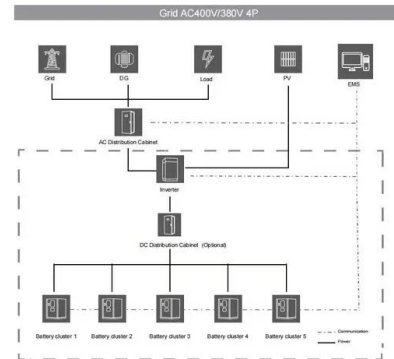 Grid AC400V/380V 4P
Grid
DG
Load
PV
EMS
AC Distribution Cabinet
Inverter
DC Distribution Cabinet (Optional)
Battery cluster 1
Battery cluster 2
Battery cluster 3
Battery cluster 4
Battery cluster 5
Communication
Power